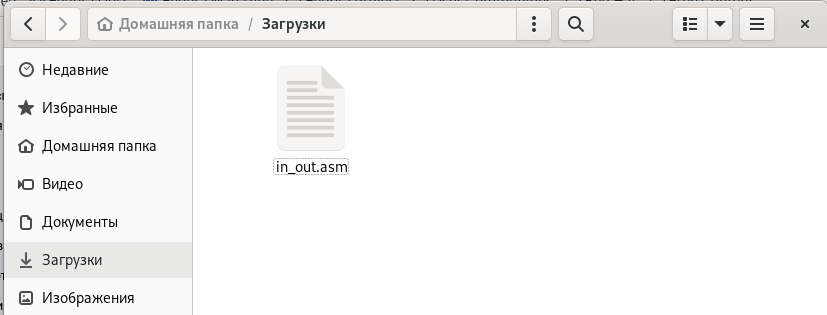 Домашняя папка / Загрузки
Недавние
Избранные
Домашняя папка
Видео
Документы
Загрузки
Изображения
in_out.asm